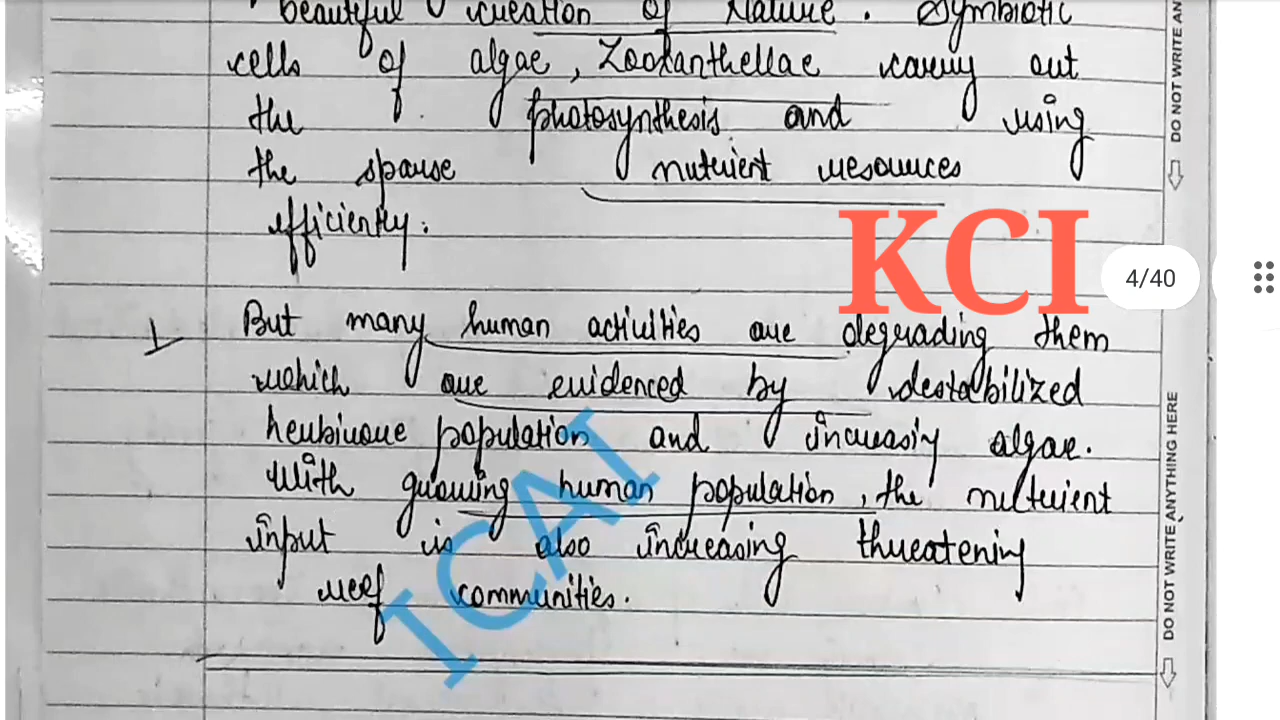 beautiful creation of Nature. Symbiotic
cells of algae, Zooxanthellae carry out
the photosynthesis and using
the sparse nutrient resources
efficiently.
KCI
4/40
1
But many human activities are degrading them
which are evidenced by destabilized
herbivore population and increasiy algae.
With growing human population, the nutrient
input is also increasing threatening
reef communities.
ICAI
DO NOT WRITE AN
DO NOT WRITE ANYTHING HERE